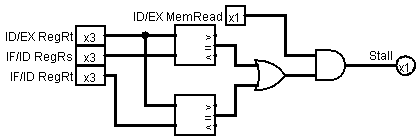 ID/EX MemRead x1
ID/EX RegRt x3
IF/ID RegRs x3
IF/ID RegRt x3
< = >
< = >
Stall
x1